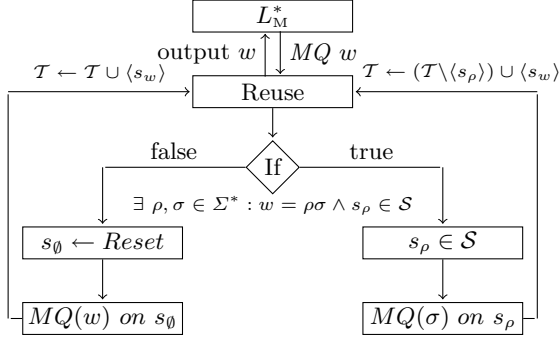 L*_M
output w MQ w
𝒯 ← 𝒯 ∪ ⟨s_w⟩ 𝒯 ← (𝒯\⟨s_ρ⟩) ∪ ⟨s_w⟩
Reuse
false true
If
∃ ρ, σ ∈ Σ* : w = ρσ ∧ s_ρ ∈ 𝒮
s_∅ ← Reset s_ρ ∈ 𝒮
MQ(w) on s_∅ MQ(σ) on s_ρ